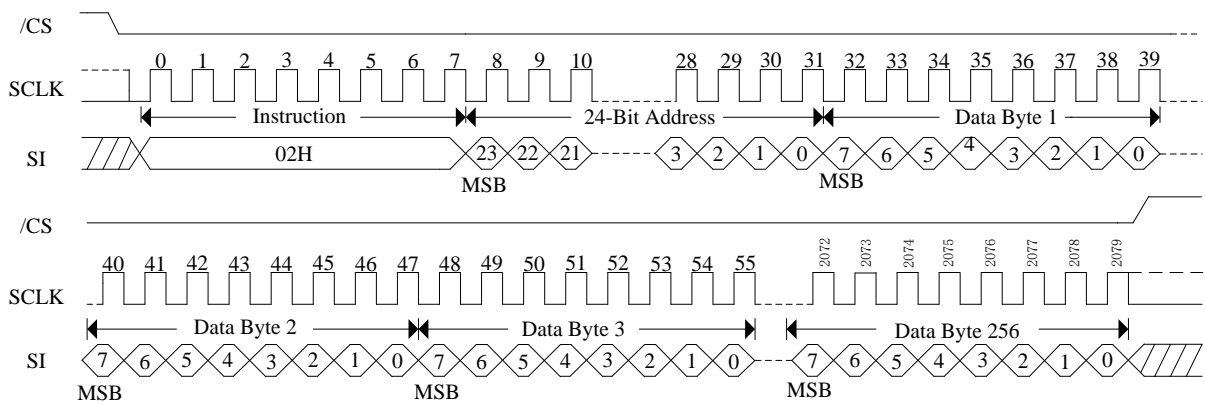 /CS
0 1 2 3 4 5 6 7 8 9 10 28 29 30 31 32 33 34 35 36 37 38 39
SCLK
Instruction 24-Bit Address Data Byte 1
SI 02H 23 22 21 3 2 1 0 7 6 5 4 3 2 1 0
MSB MSB
/CS
40 41 42 43 44 45 46 47 48 49 50 51 52 53 54 55 2072 2073 2074 2075 2076 2077 2078 2079
SCLK
Data Byte 2 Data Byte 3 Data Byte 256
SI 7 6 5 4 3 2 1 0 7 6 5 4 3 2 1 0 7 6 5 4 3 2 1 0
MSB MSB MSB